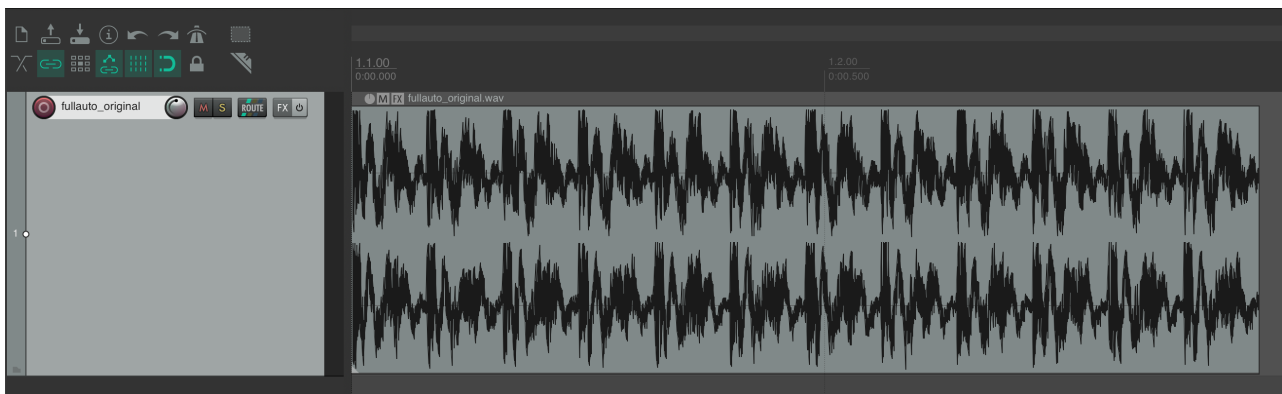 1.1.00
0:00.000
1.2.00
0:00.500
fullauto_original
M
S
ROUTE
FX
M FX fullauto_original.wav
1